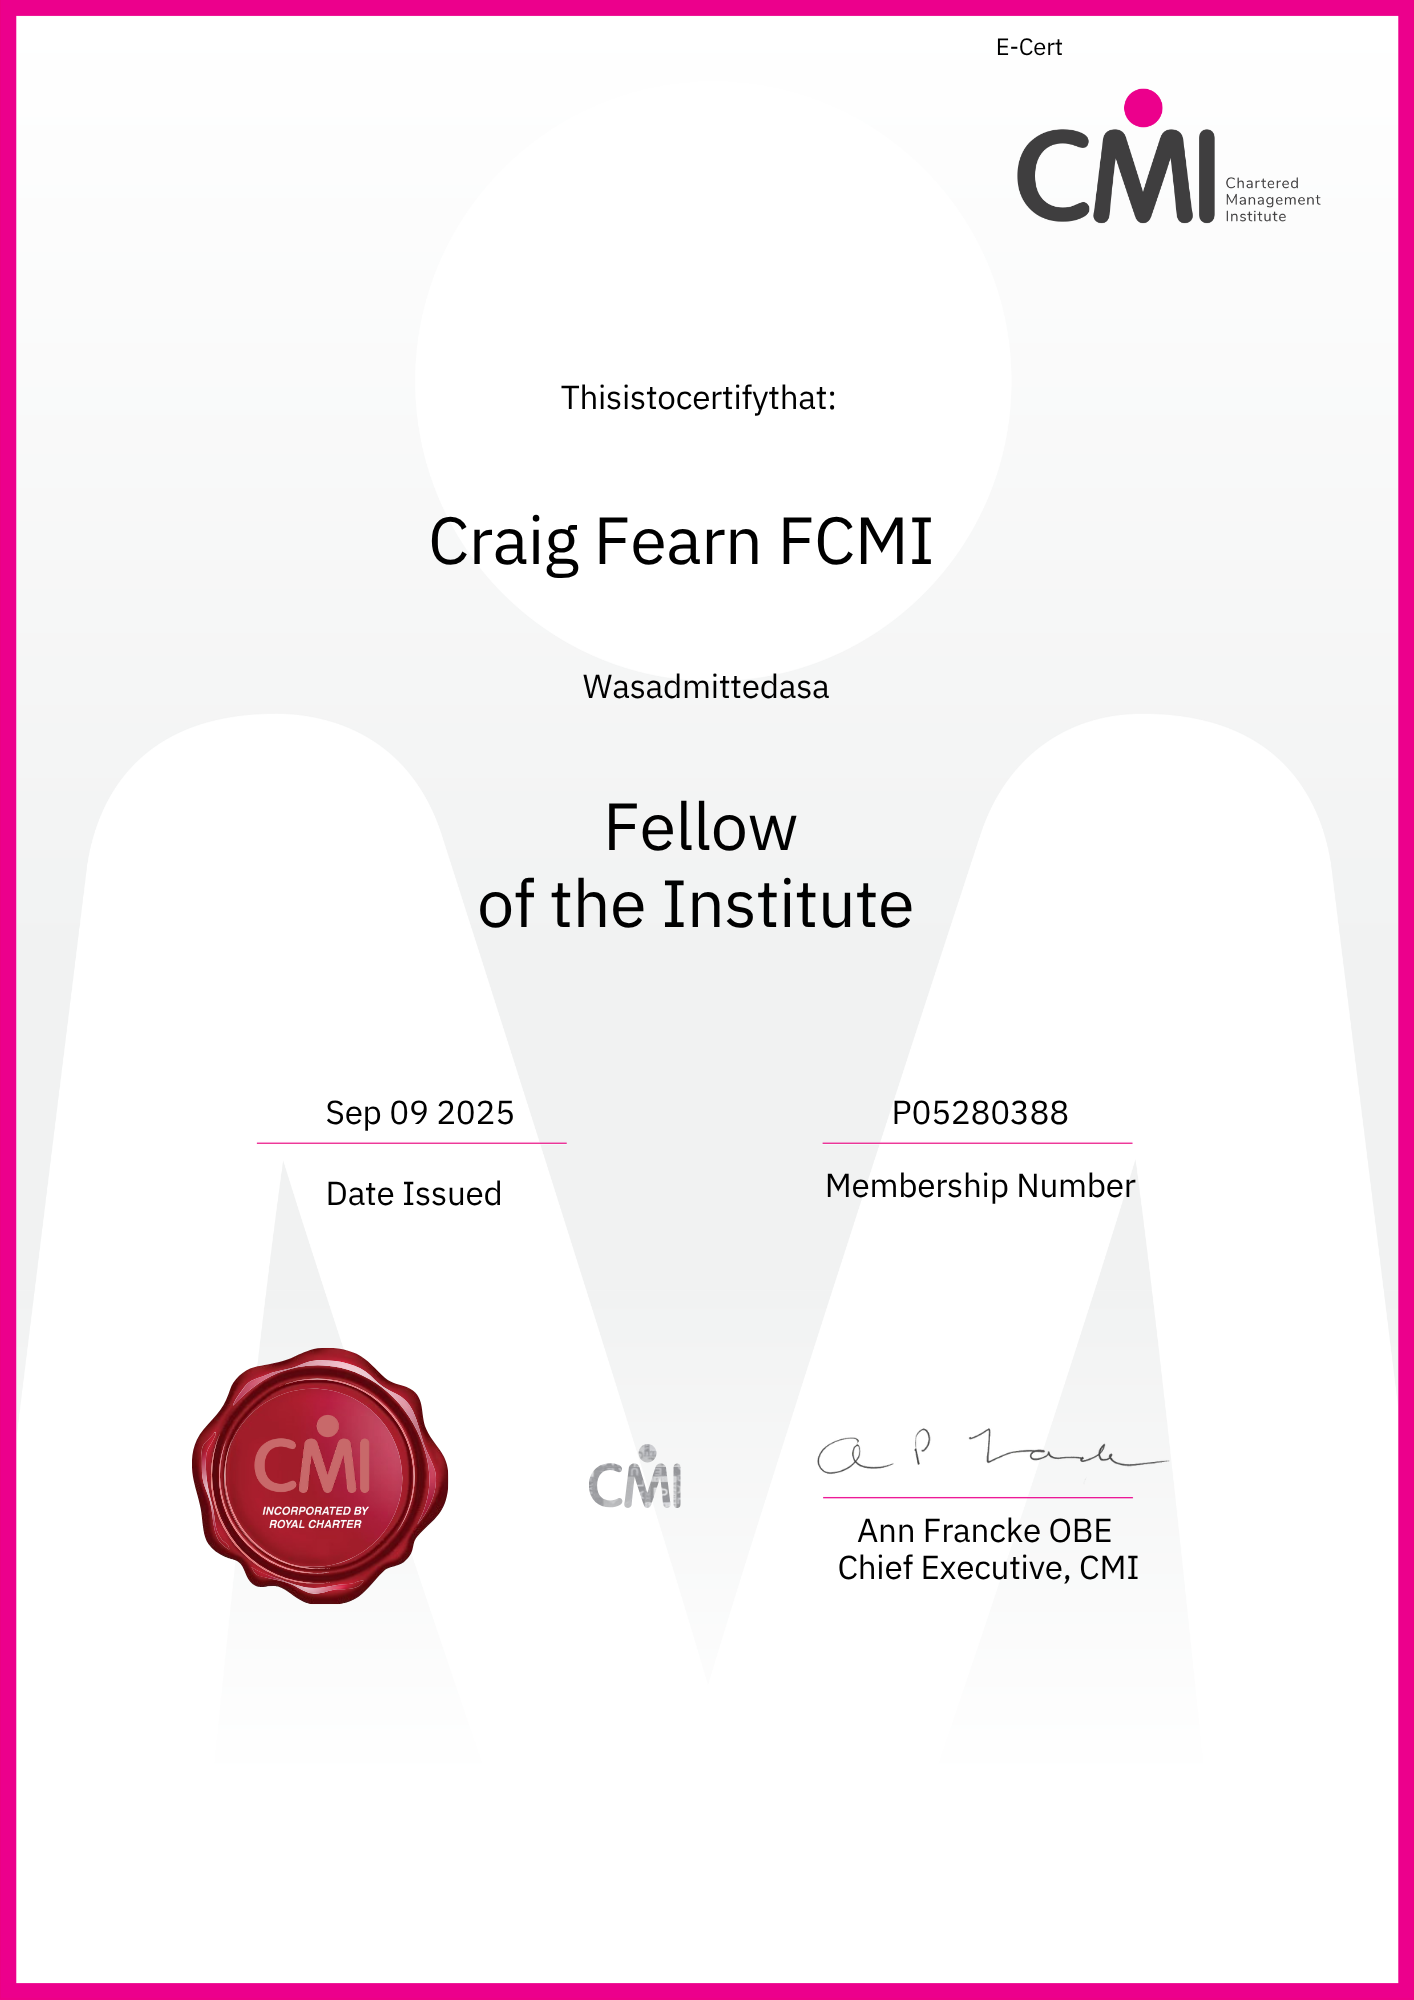 E-Cert
CMI
Chartered
Management
Institute
Thisistocertifythat:
Craig Fearn FCMI
Wasadmittedasa
Fellow
of the Institute
Sep 09 2025
P05280388
Date Issued
Membership Number
CMI
INCORPORATED BY
ROYAL CHARTER
CMI
Ann Francke OBE
Chief Executive, CMI